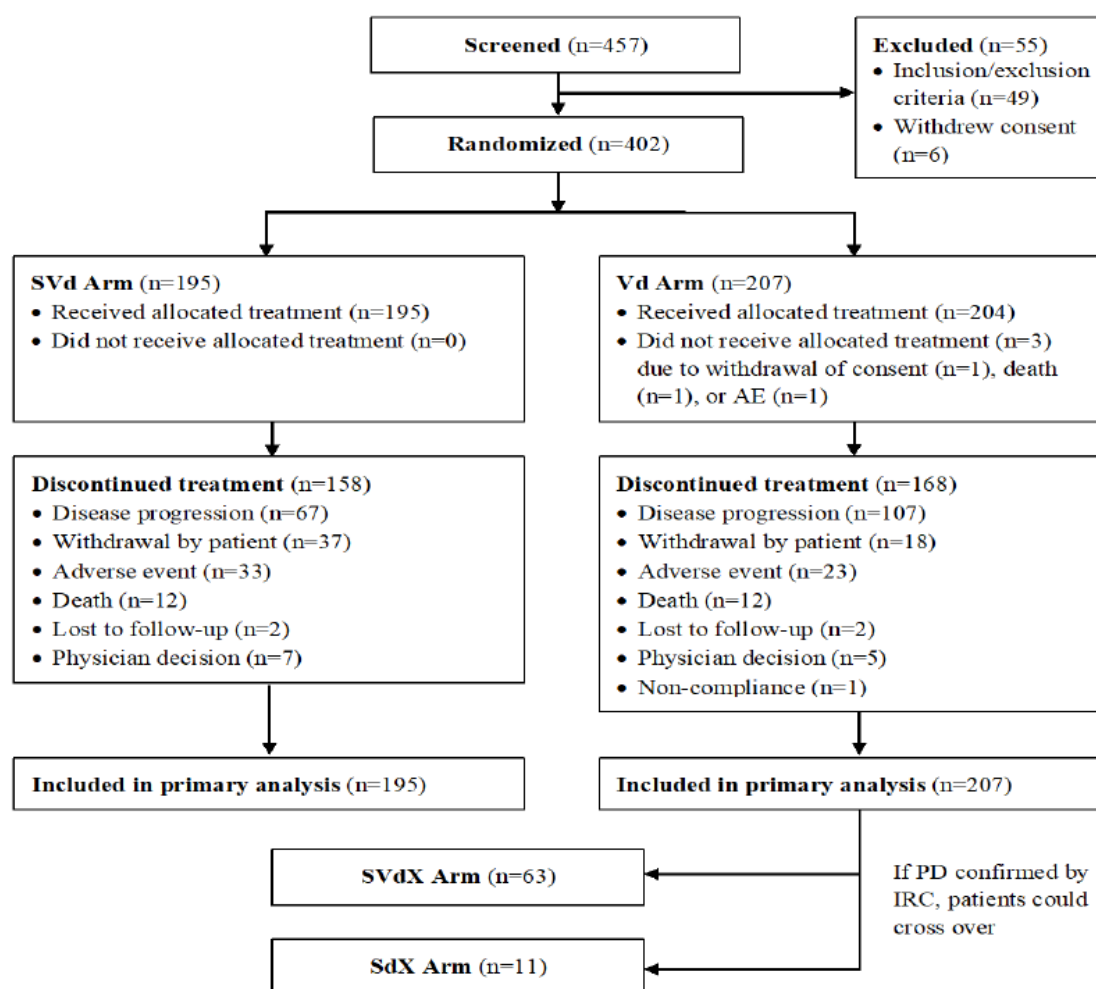 Screened (n=457)
Excluded (n=55)
• Inclusion/exclusion
criteria (n=49)
• Withdrew consent
(n=6)
Randomized (n=402)
SVd Arm (n=195)
• Received allocated treatment (n=195)
• Did not receive allocated treatment (n=0)
Vd Arm (n=207)
• Received allocated treatment (n=204)
• Did not receive allocated treatment (n=3)
due to withdrawal of consent (n=1), death
(n=1), or AE (n=1)
Discontinued treatment (n=158)
• Disease progression (n=67)
• Withdrawal by patient (n=37)
• Adverse event (n=33)
• Death (n=12)
• Lost to follow-up (n=2)
• Physician decision (n=7)
Discontinued treatment (n=168)
• Disease progression (n=107)
• Withdrawal by patient (n=18)
• Adverse event (n=23)
• Death (n=12)
• Lost to follow-up (n=2)
• Physician decision (n=5)
• Non-compliance (n=1)
Included in primary analysis (n=195)
Included in primary analysis (n=207)
SVdX Arm (n=63)
If PD confirmed by
IRC, patients could
cross over
SdX Arm (n=11)